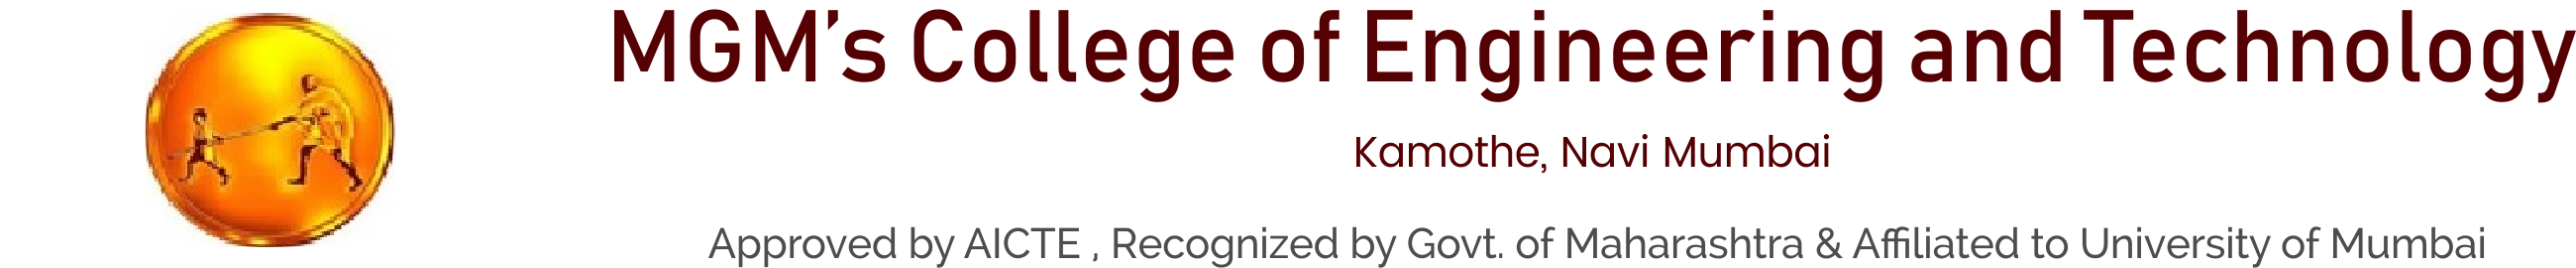 MGM’s College of Engineering and Technology
Kamothe, Navi Mumbai
Approved by AICTE , Recognized by Govt. of Maharashtra & Affiliated to University of Mumbai